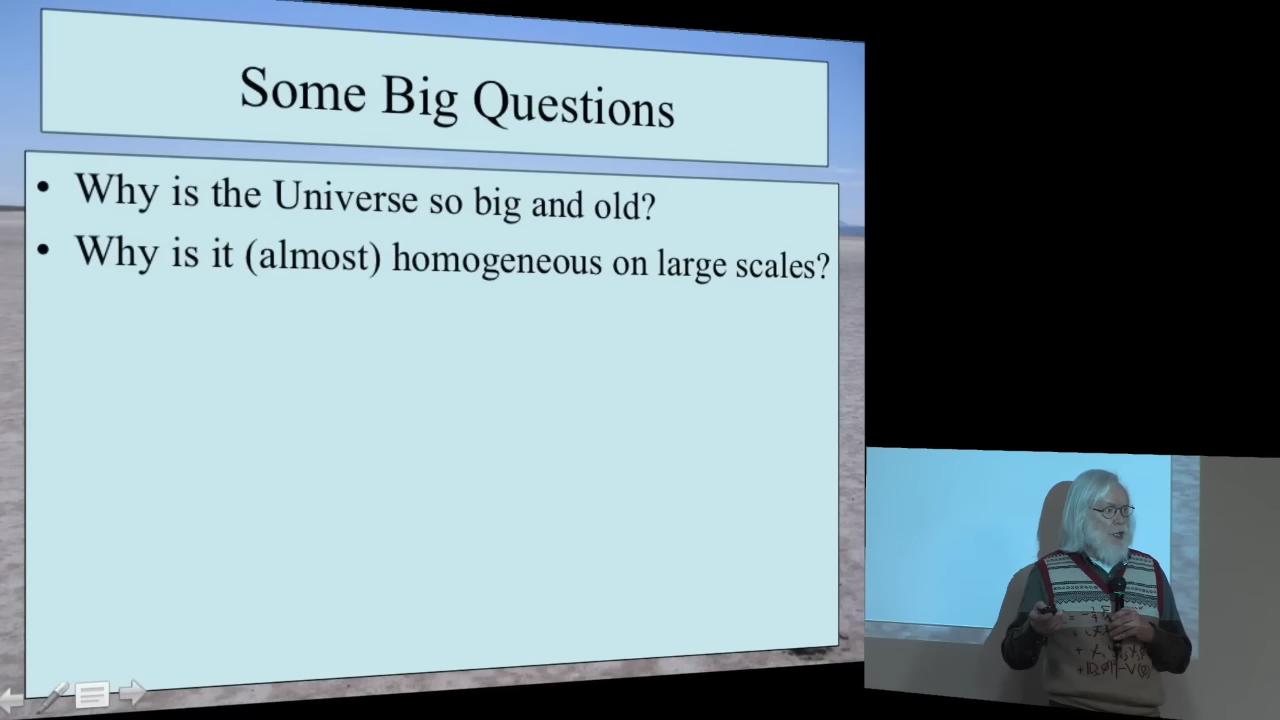 Some Big Questions
• Why is the Universe so big and old?
• Why is it (almost) homogeneous on large scales?